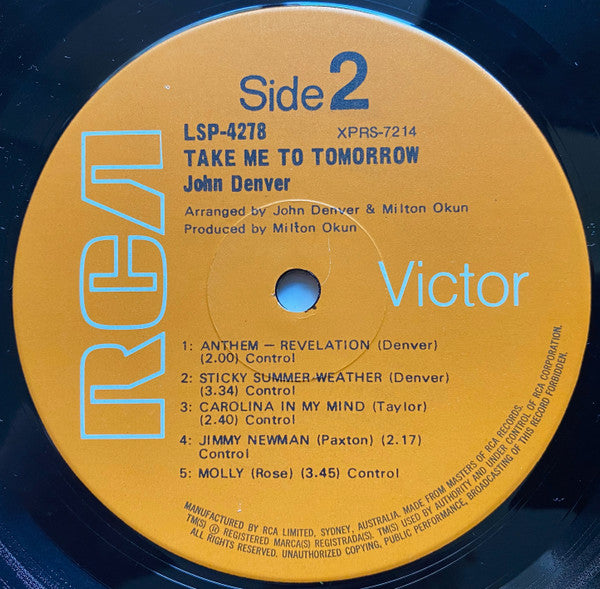 Side 2
LSP-4278 XPRS-7214
TAKE ME TO TOMORROW
John Denver
Arranged by John Denver & Milton Okun
Produced by Milton Okun
RCA
Victor
1: ANTHEM — REVELATION (Denver)
(2.00) Control
2: STICKY SUMMER WEATHER (Denver)
(3.34) Control
3: CAROLINA IN MY MIND (Taylor)
(2.40) Control
4: JIMMY NEWMAN (Paxton) (2.17)
Control
5: MOLLY (Rose) (3.45) Control
MANUFACTURED BY RCA LIMITED, SYDNEY, AUSTRALIA. MADE FROM MASTERS OF RCA RECORDS.
TM(S) ® REGISTERED MARCA(S) REGISTRADA(S). TM(S) USED BY AUTHORITY AND UNDER CONTROL OF RCA CORPORATION.
ALL RIGHTS RESERVED. UNAUTHORIZED COPYING, PUBLIC PERFORMANCE, BROADCASTING OF THIS RECORD FORBIDDEN.